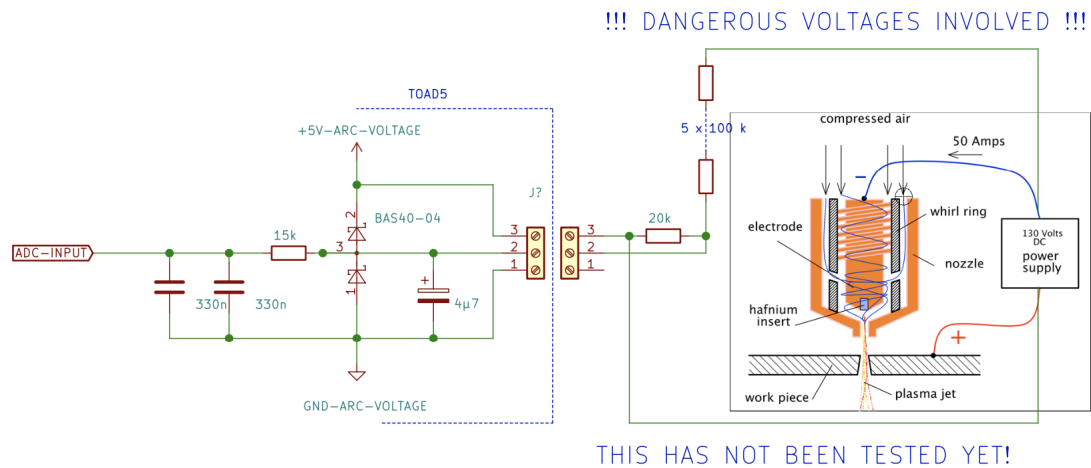 !!! DANGEROUS VOLTAGES INVOLVED !!!
TOAD5
+5V-ARC-VOLTAGE
5 x 100 k
compressed air
50 Amps
−
J?
2
BAS40-04
15k
3
ADC-INPUT
1
+
330n
330n
4µ7
3
2
1
3
2
1
20k
electrode
whirl ring
130 Volts
DC
power
supply
nozzle
hafnium
insert
+
work piece
plasma jet
GND-ARC-VOLTAGE
THIS HAS NOT BEEN TESTED YET!